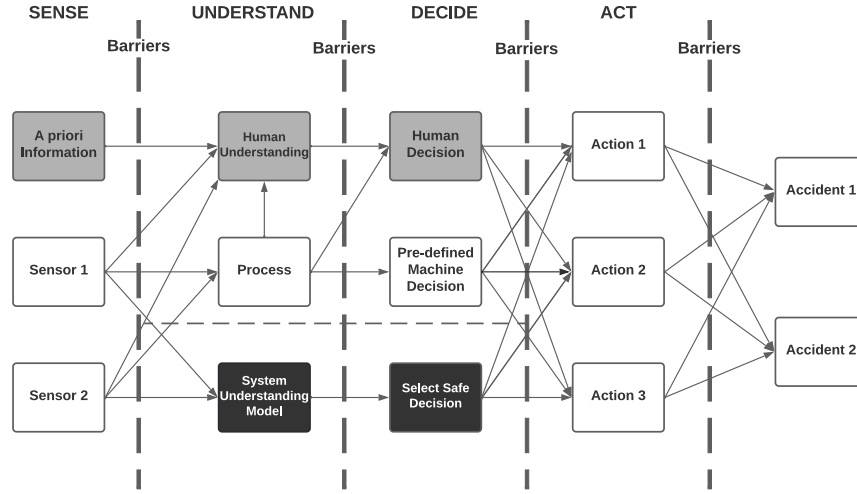 SENSE
UNDERSTAND
DECIDE
ACT
Barriers
Barriers
Barriers
Barriers
A priori
Information
Human
Understanding
Human
Decision
Action 1
Accident 1
Sensor 1
Process
Pre-defined
Machine
Decision
Action 2
Accident 2
Sensor 2
System
Understanding
Model
Select Safe
Decision
Action 3